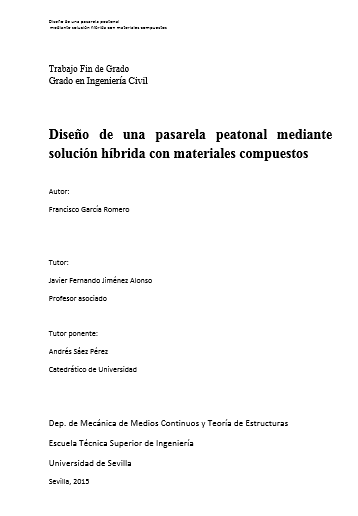 Diseño de una pasarela peatonal
mediante solución híbrida con materiales compuestos
Trabajo Fin de Grado
Grado en Ingeniería Civil
Diseño de una pasarela peatonal mediante
solución híbrida con materiales compuestos
Autor:
Francisco García Romero
Tutor:
Javier Fernando Jiménez Alonso
Profesor asociado
Tutor ponente:
Andrés Sáez Pérez
Catedrático de Universidad
Dep. de Mecánica de Medios Continuos y Teoría de Estructuras
Escuela Técnica Superior de Ingeniería
Universidad de Sevilla
Sevilla, 2015